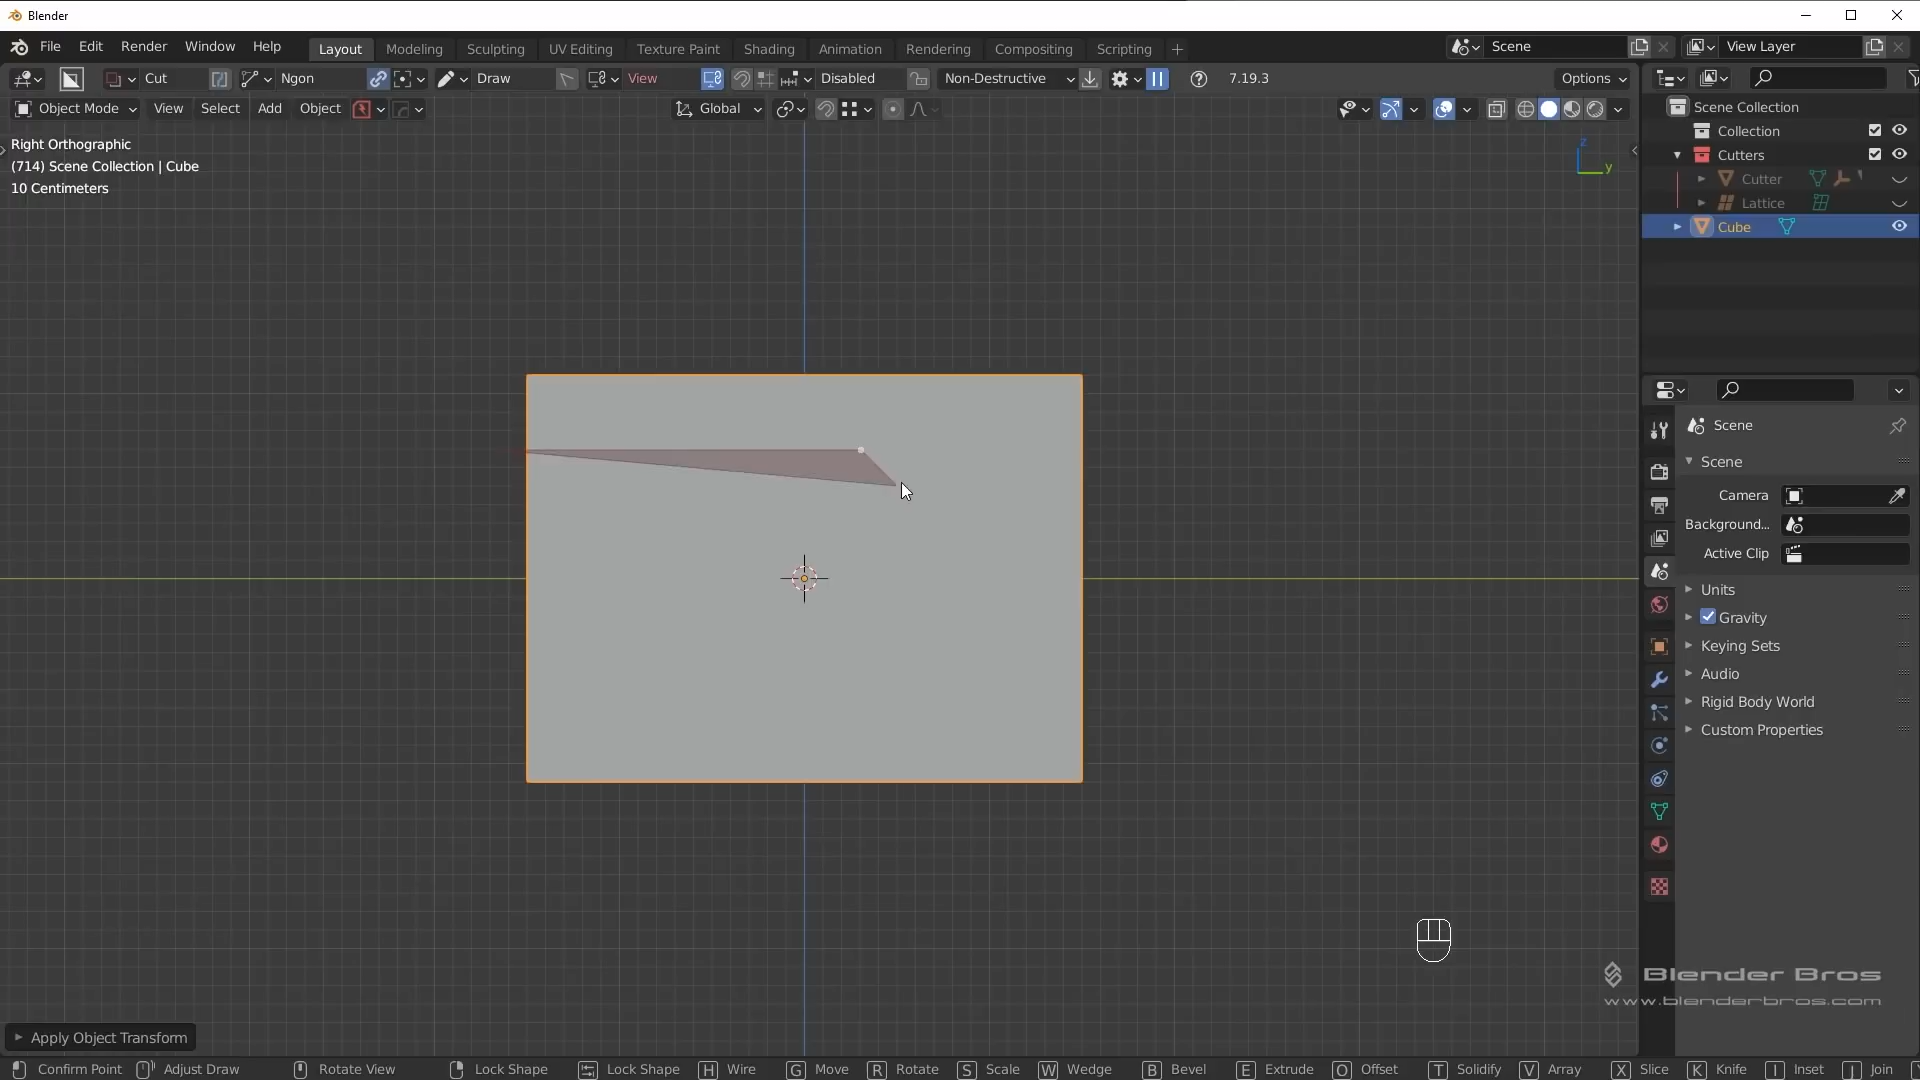 Blender
File Edit Render Window Help Layout Modeling Sculpting UV Editing Texture Paint Shading Animation Rendering Compositing Scripting + Scene View Layer
Cut Ngon Draw View Disabled Non-Destructive 7.19.3 Options
Object Mode View Select Add Object Global
Right Orthographic
(714) Scene Collection | Cube
10 Centimeters
z
y
Scene Collection
Collection
Cutters
Cutter
Lattice
Cube
Scene
Scene
Camera
Background...
Active Clip
Units
Gravity
Keying Sets
Audio
Rigid Body World
Custom Properties
Blender Bros
www.blenderbros.com
Apply Object Transform
Confirm Point Adjust Draw Rotate View Lock Shape Lock Shape H Wire G Move R Rotate S Scale W Wedge B Bevel E Extrude O Offset T Solidify V Array X Slice K Knife I Inset J Join